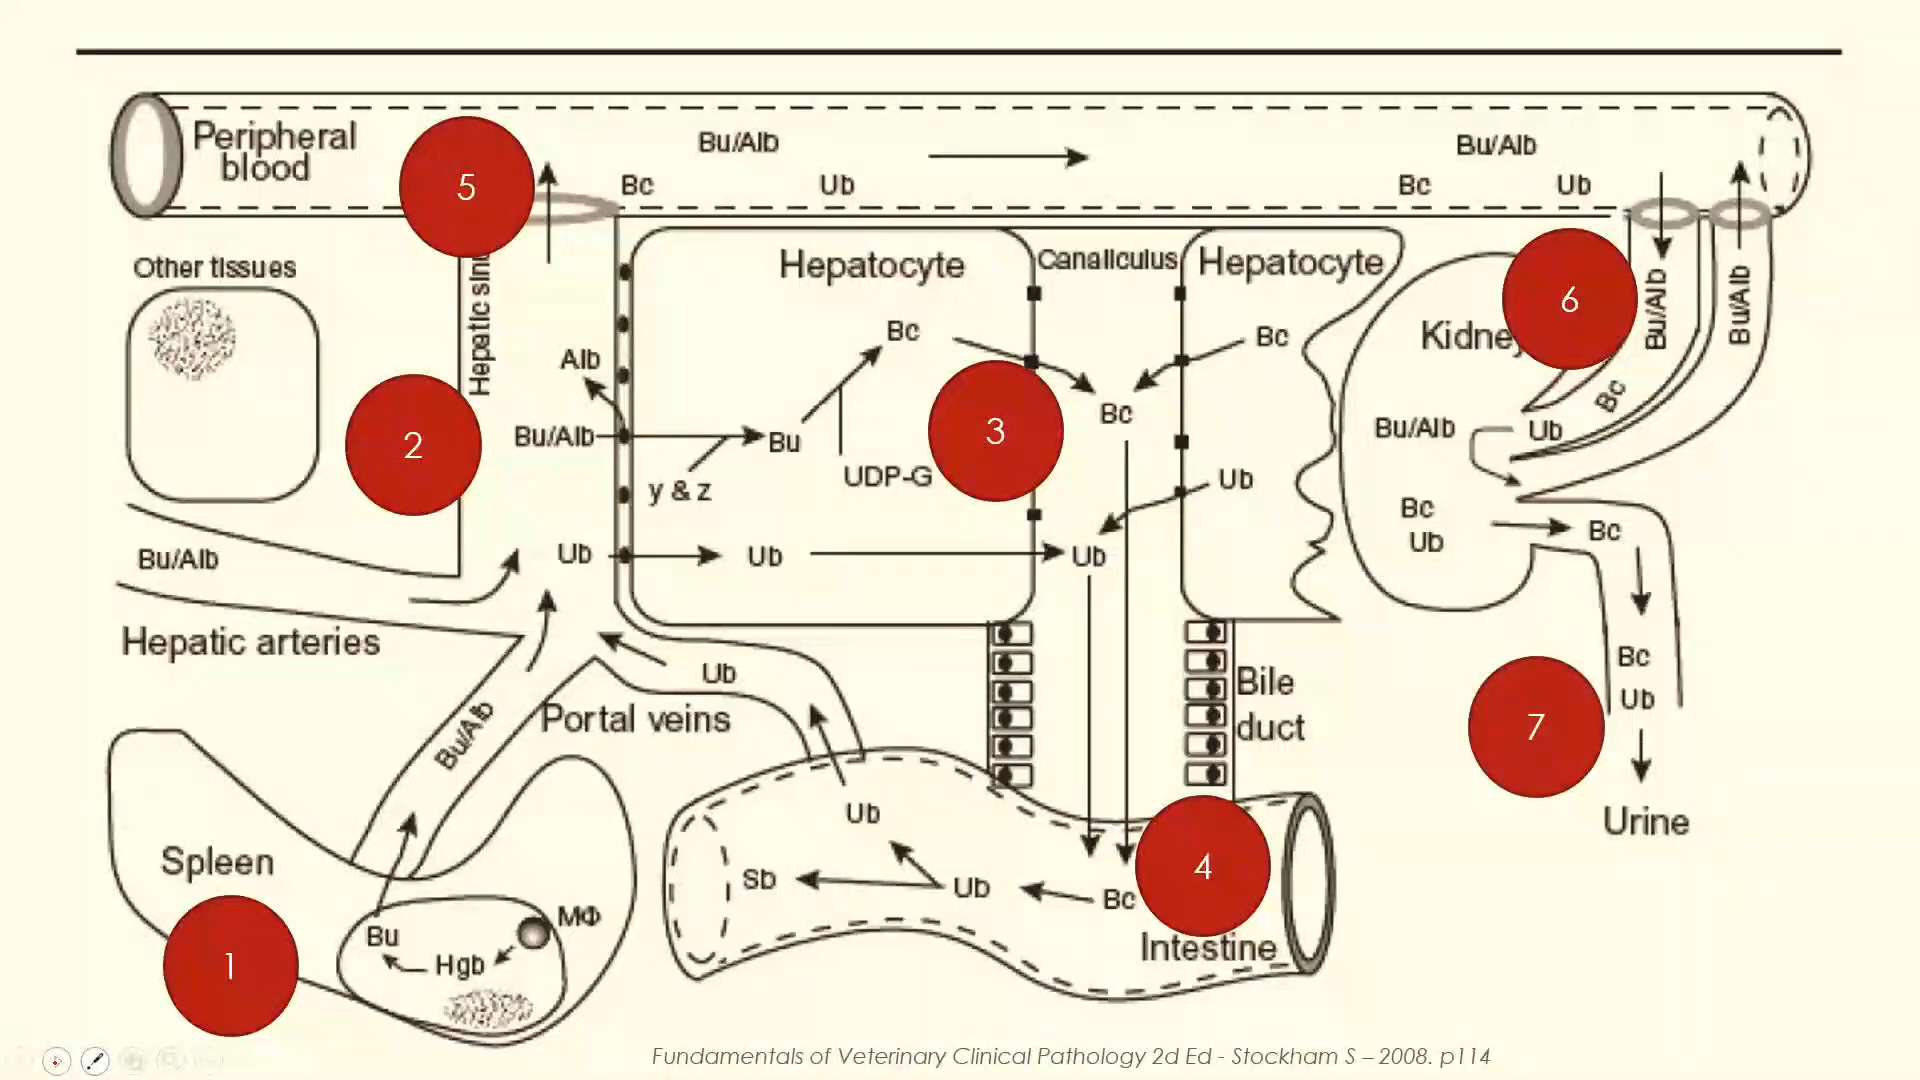 Peripheral
blood
5
Bu/Alb
Bu/Alb
Bc
Ub
Bc
Ub
Other tissues
Hepatic sinu
Hepatocyte
Canaliculus
Hepatocyte
6
Bu/Alb
Bu/Alb
Kidney
Bc
Bc
Alb
2
Bu/Alb
Bu
3
Bc
Bu/Alb
Ub
Bc
UDP-G
y & z
Ub
Bc
Ub
Bc
Bu/Alb
Ub
Ub
Ub
Hepatic arteries
Ub
Bile
duct
Bc
Ub
Portal veins
Bu/Alb
7
Urine
Spleen
Ub
4
Sb
Ub
Bc
Intestine
1
Bu
Hgb
MΦ
Fundamentals of Veterinary Clinical Pathology 2d Ed - Stockham S – 2008. p114